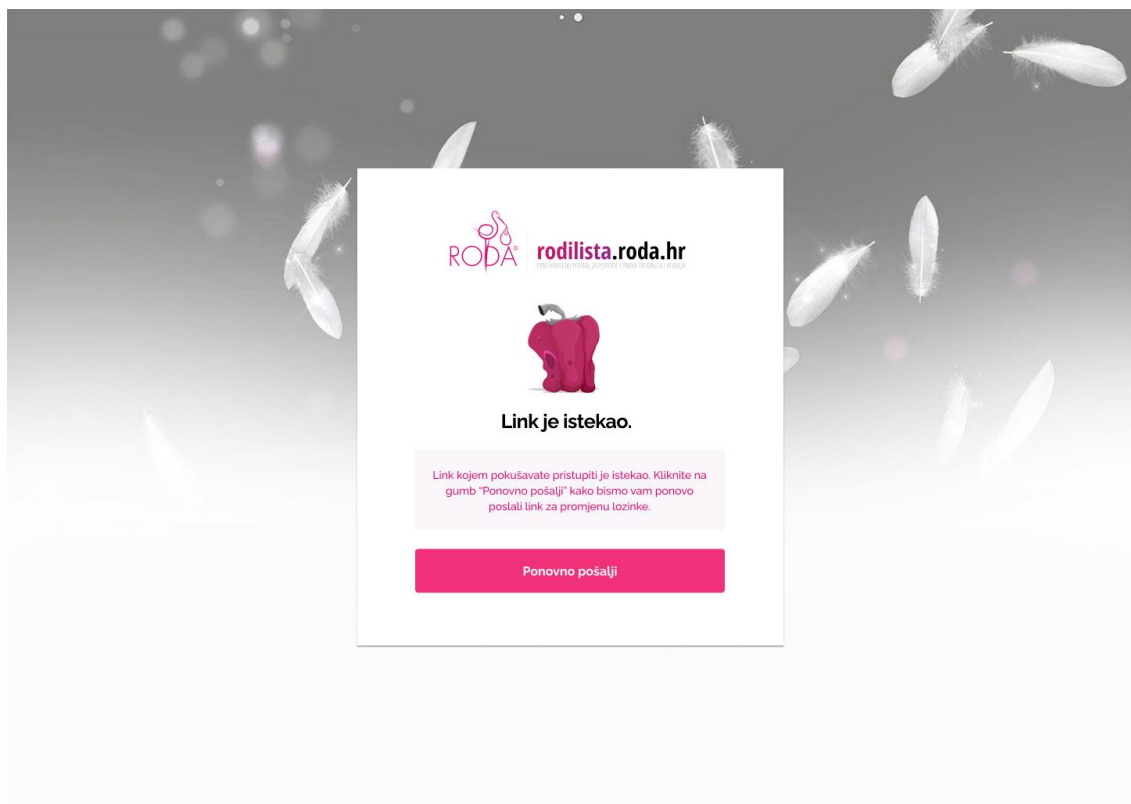 RODA®
rodilista.roda.hr
Link je istekao.
Link kojem pokušavate pristupiti je istekao. Kliknite na
gumb “Ponovno pošalji” kako bismo vam ponovo
poslali link za promjenu lozinke.
Ponovno pošalji